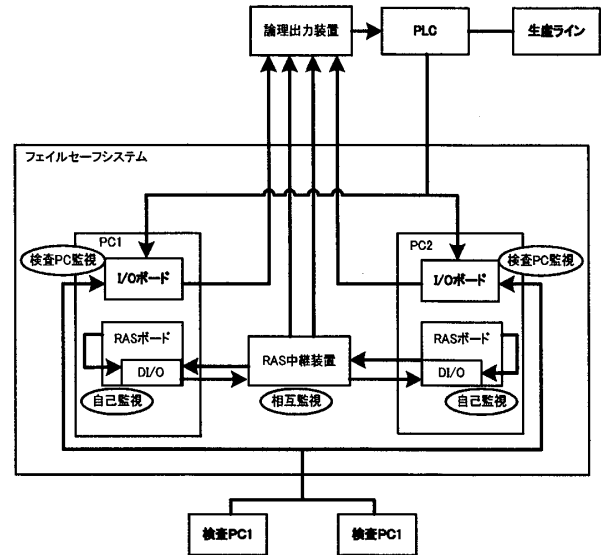 論理出力装置
PLC
生産ライン
フェイルセーフシステム
PC1
PC2
検査PC監視
I/Oボード
I/Oボード
検査PC監視
RASボード
DI/O
RAS中継装置
RASボード
DI/O
自己監視
相互監視
自己監視
検査PC1
検査PC1